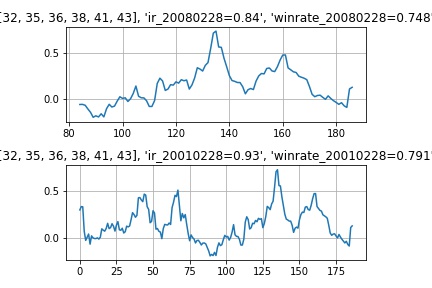 [32, 35, 36, 38, 41, 43], 'ir_20080228=0.84', 'winrate_20080228=0.748'
0.5
0.0
80 100 120 140 160 180
[32, 35, 36, 38, 41, 43], 'ir_20010228=0.93', 'winrate_20010228=0.791'
0.5
0.0
0 25 50 75 100 125 150 175